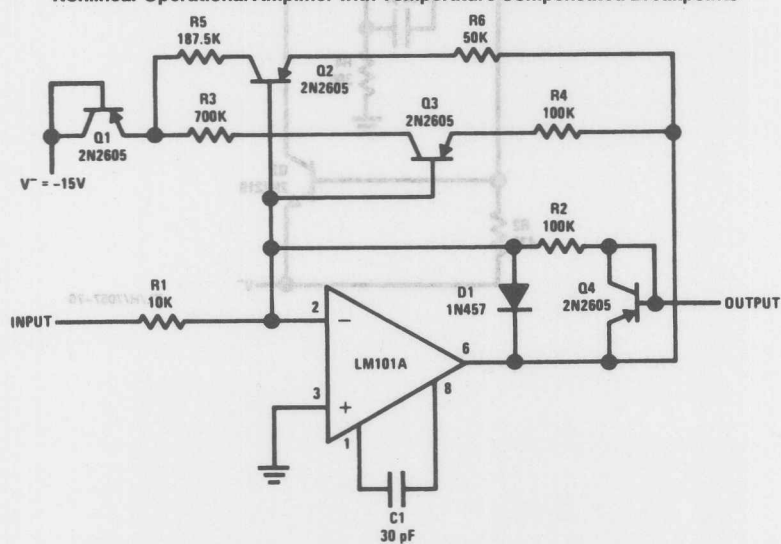 Nonlinear Operational Amplifier with Temperature Compensated Breakpoints
R5
187.5K
R6
50K
Q2
2N2605
R3
700K
Q3
2N2605
R4
100K
Q1
2N2605
V⁻ = -15V
R2
100K
R1
10K
D1
1N457
Q4
2N2605
INPUT
OUTPUT
2
−
LM101A
6
8
3
+
1
C1
30 pF